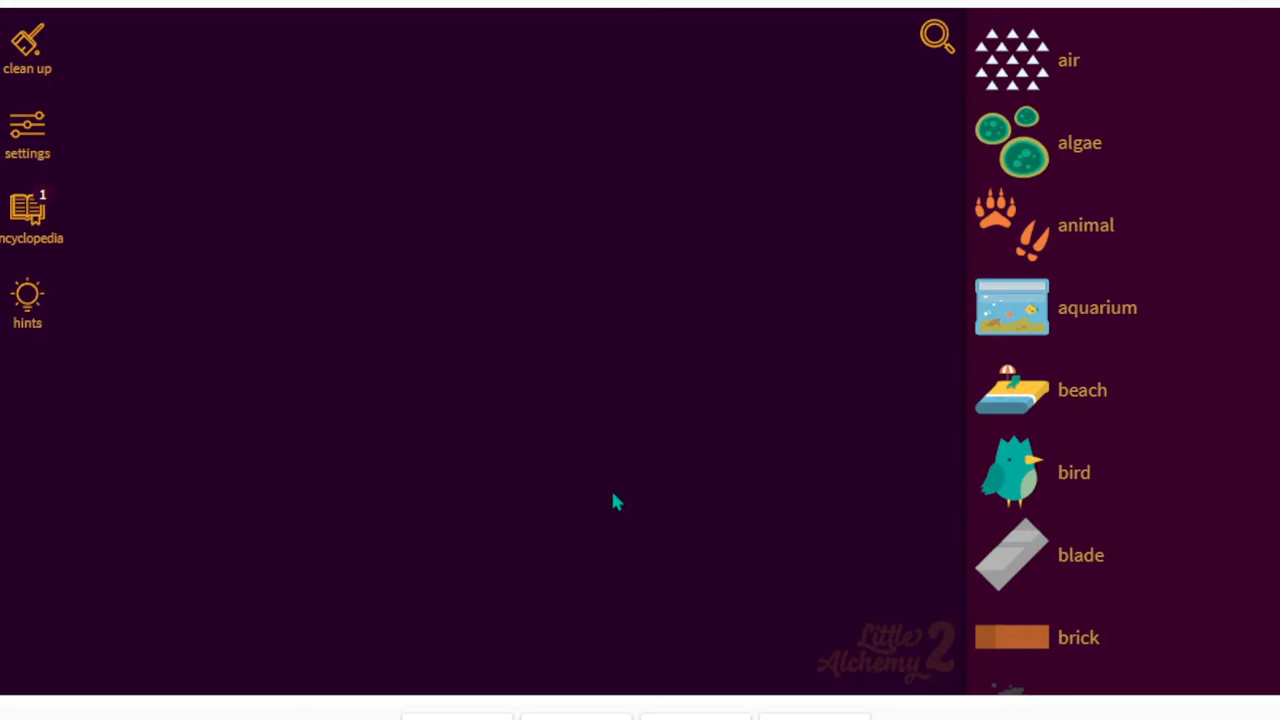 clean up
settings
1
ncyclopedia
hints
air
algae
animal
aquarium
beach
bird
blade
brick
Little
Alchemy 2